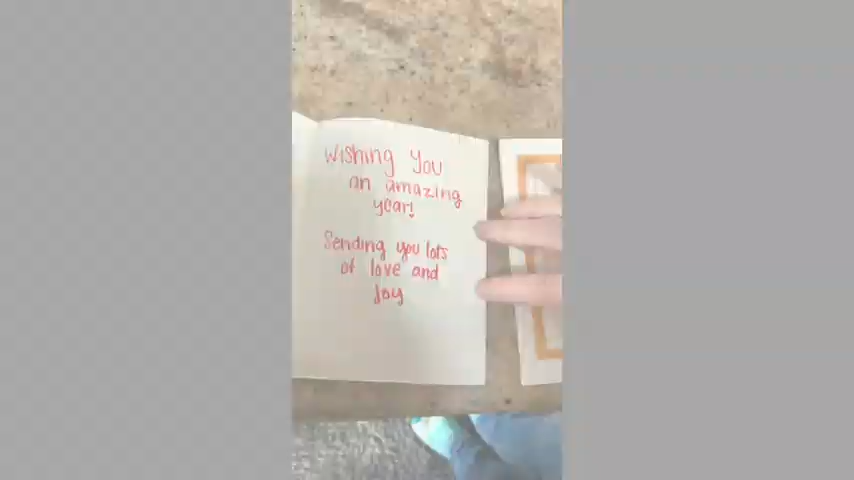 Wishing You
an amazing
year!
Sending you lots
of love and
Joy